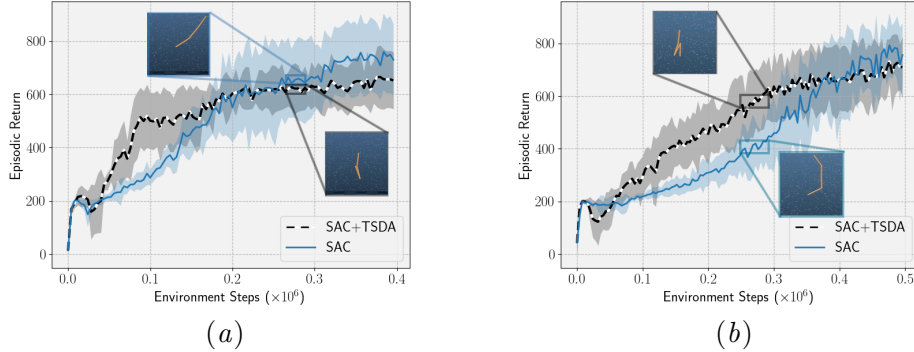 800
600
400
200
0
Episodic Return
SAC+TSDA
SAC
0.0 0.1 0.2 0.3 0.4
Environment Steps (×10⁶)
(a)
800
600
400
200
0
Episodic Return
SAC+TSDA
SAC
0.0 0.1 0.2 0.3 0.4 0.5
Environment Steps (×10⁶)
(b)